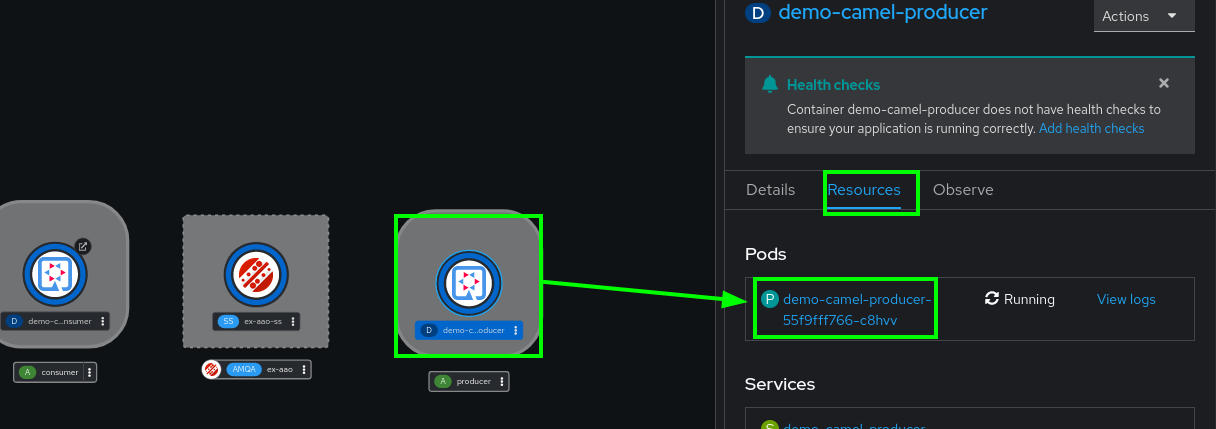 D demo-camel-producer
Actions
Health checks
Container demo-camel-producer does not have health checks to
ensure your application is running correctly. Add health checks
Details Resources Observe
Pods
P demo-camel-producer-
55f9fff766-c8hvv
Running
View logs
Services
S demo-camel-producer
D demo-c...nsumer
A consumer
SS ex-aao-ss
AMQA ex-aao
D demo-c...oducer
A producer